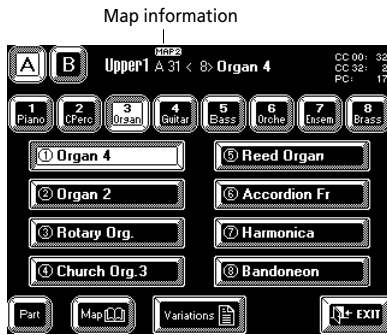 Map information
A B Upper1 MAP2 A 31 < 8> Organ 4 CC 00: 32
CC 32: 2
PC: 17
1 Piano 2 CPerc 3 Organ 4 Guitar 5 Bass 6 Orche 7 Ensem 8 Brass
① Organ 4 ⑤ Reed Organ
② Organ 2 ⑥ Accordion Fr
③ Rotary Org. ⑦ Harmonica
④ Church Org.3 ⑧ Bandoneon
Part Map Variations EXIT